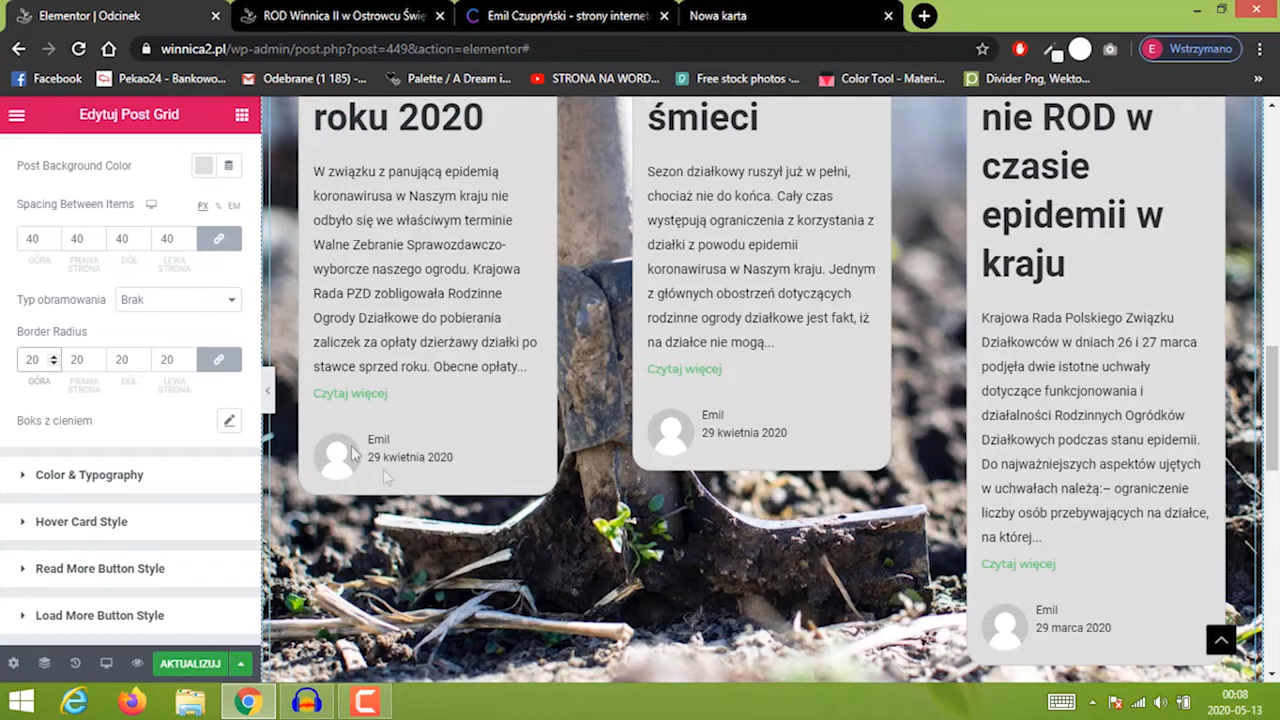 Elementor | Odcinek
ROD Winnica II w Ostrowcu Świę
Emil Czupryński - strony internet
Nowa karta
winnica2.pl/wp-admin/post.php?post=449&action=elementor#
E Wstrzymano
Facebook
Pekao24 - Bankowo...
Odebrane (1 185) -...
Palette / A Dream i...
STRONA NA WORD...
Free stock photos -...
Color Tool - Materi...
Divider Png, Wekto...
»
Edytuj Post Grid
Post Background Color
Spacing Between Items
PX % EM
40 40 40 40
GÓRA PRAWA STRONA DÓŁ LEWA STRONA
Typ obramowania Brak
Border Radius
20 20 20 20
GÓRA PRAWA STRONA DÓŁ LEWA STRONA
Boks z cieniem
Color & Typography
Hover Card Style
Read More Button Style
Load More Button Style
AKTUALIZUJ
roku 2020
W związku z panującą epidemią
koronawirusa w Naszym kraju nie
odbyło się we właściwym terminie
Walne Zebranie Sprawozdawczo-
wyborcze naszego ogrodu. Krajowa
Rada PZD zobligowała Rodzinne
Ogrody Działkowe do pobierania
zaliczek za opłaty dzierżawy działki po
stawce sprzed roku. Obecne opłaty...
Czytaj więcej
Emil
29 kwietnia 2020
śmieci
Sezon działkowy ruszył już w pełni,
chociaż nie do końca. Cały czas
występują ograniczenia z korzystania z
działki z powodu epidemii
koronawirusa w Naszym kraju. Jednym
z głównych obostrzeń dotyczących
rodzinne ogrody działkowe jest fakt, iż
na działce nie mogą...
Czytaj więcej
Emil
29 kwietnia 2020
nie ROD w
czasie
epidemii w
kraju
Krajowa Rada Polskiego Związku
Działkowców w dniach 26 i 27 marca
podjęła dwie istotne uchwały
dotyczące funkcjonowania i
działalności Rodzinnych Ogródków
Działkowych podczas stanu epidemii.
Do najważniejszych aspektów ujętych
w uchwałach należą:– ograniczenie
liczby osób przebywających na działce,
na której...
Czytaj więcej
Emil
29 marca 2020
00:08
2020-05-13